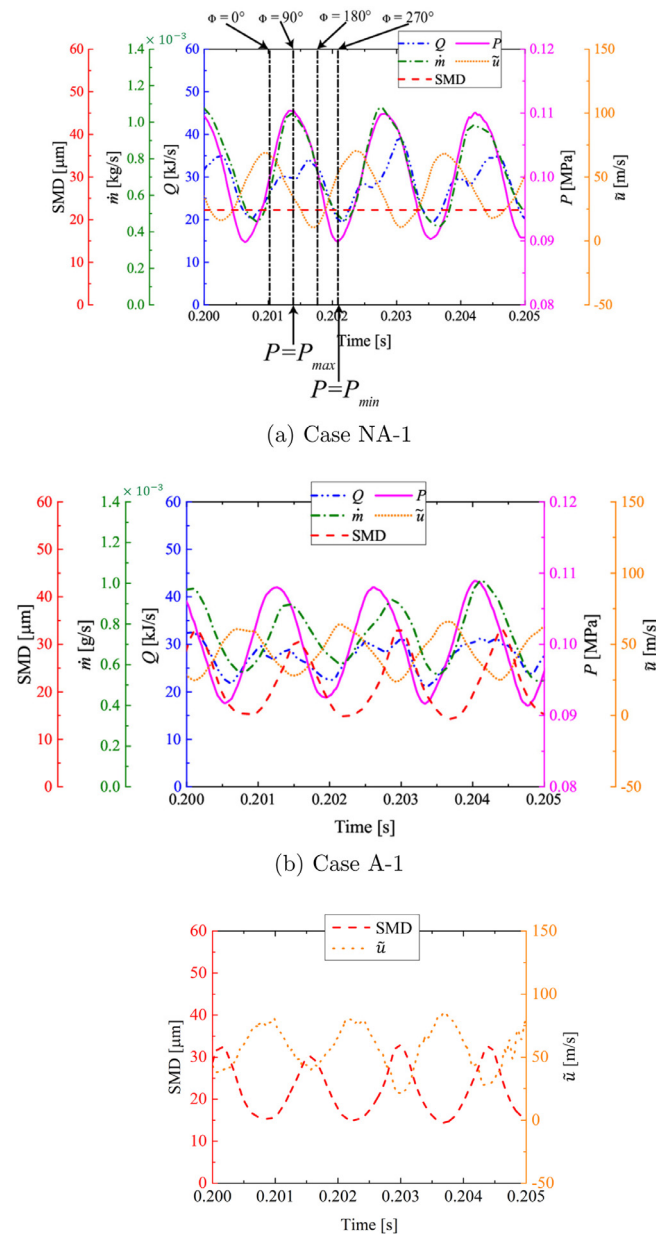 Φ=0° Φ=90° Φ=180° Φ=270°
60 1.4 × 10⁻³ 60 0.12 150
50 1.2 50 100
40 1.0 40 0.11
30 0.8 30 0.10 50
20 0.6 20 0
0.4 0.09
10 0.2 10
0 0.0 0 0.08 -50
SMD [μm] ṁ [kg/s] Q [kJ/s] P [MPa] ũ [m/s]
Q P
ṁ ũ
SMD
0.200 0.201 0.202 0.203 0.204 0.205
Time [s]
P=Pmax
P=Pmin
(a) Case NA-1
60 1.4 × 10⁻³ 60 0.12 150
50 1.2 50 100
40 1.0 40 0.11
30 0.8 30 0.10 50
20 0.6 20 0
0.4 0.09
10 0.2 10
0 0.0 0 0.08 -50
SMD [μm] ṁ [g/s] Q [kJ/s] P [MPa] ũ [m/s]
Q P
ṁ ũ
SMD
0.200 0.201 0.202 0.203 0.204 0.205
Time [s]
(b) Case A-1
60 150
50 100
40
30 50
20 0
10
0 -50
SMD [μm] ũ [m/s]
SMD
ũ
0.200 0.201 0.202 0.203 0.204 0.205
Time [s]